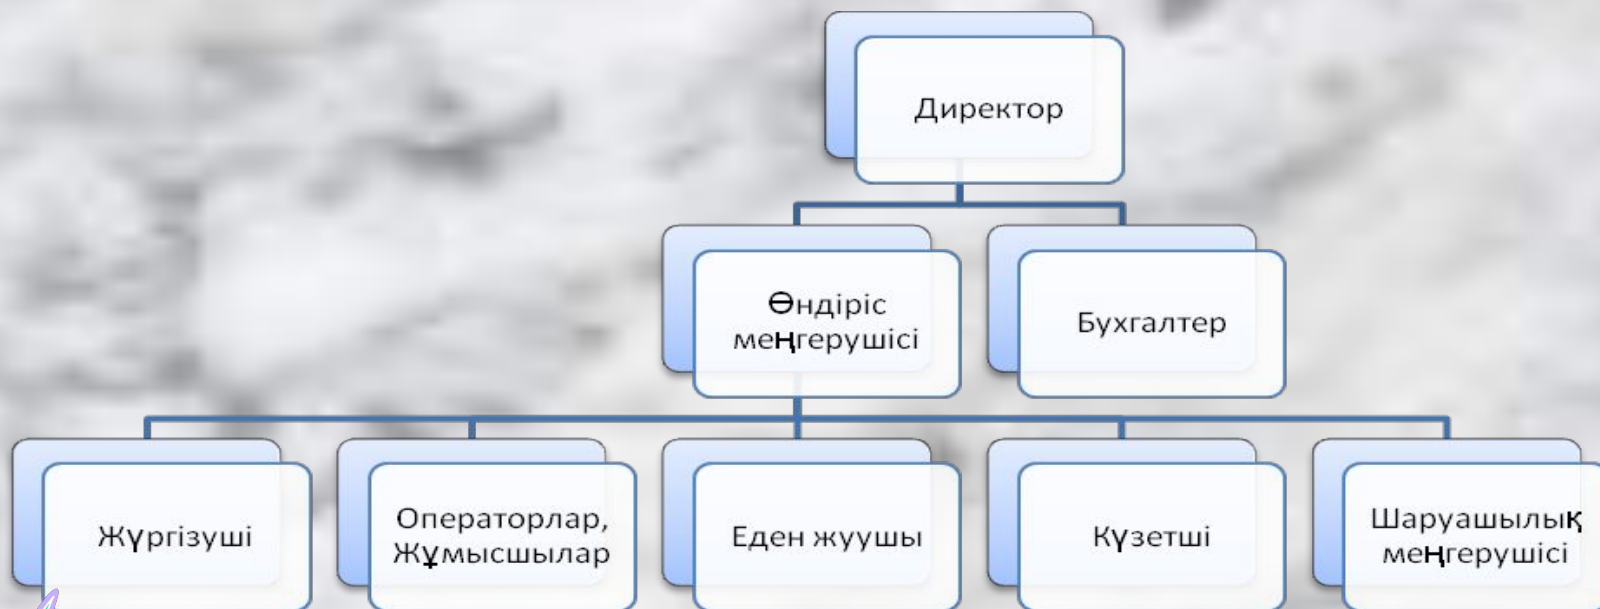 Директор
Өндіріс
меңгерушісі
Бухгалтер
Жүргізуші
Операторлар,
Жұмысшылар
Еден жуушы
Күзетші
Шаруашылық
меңгерушісі